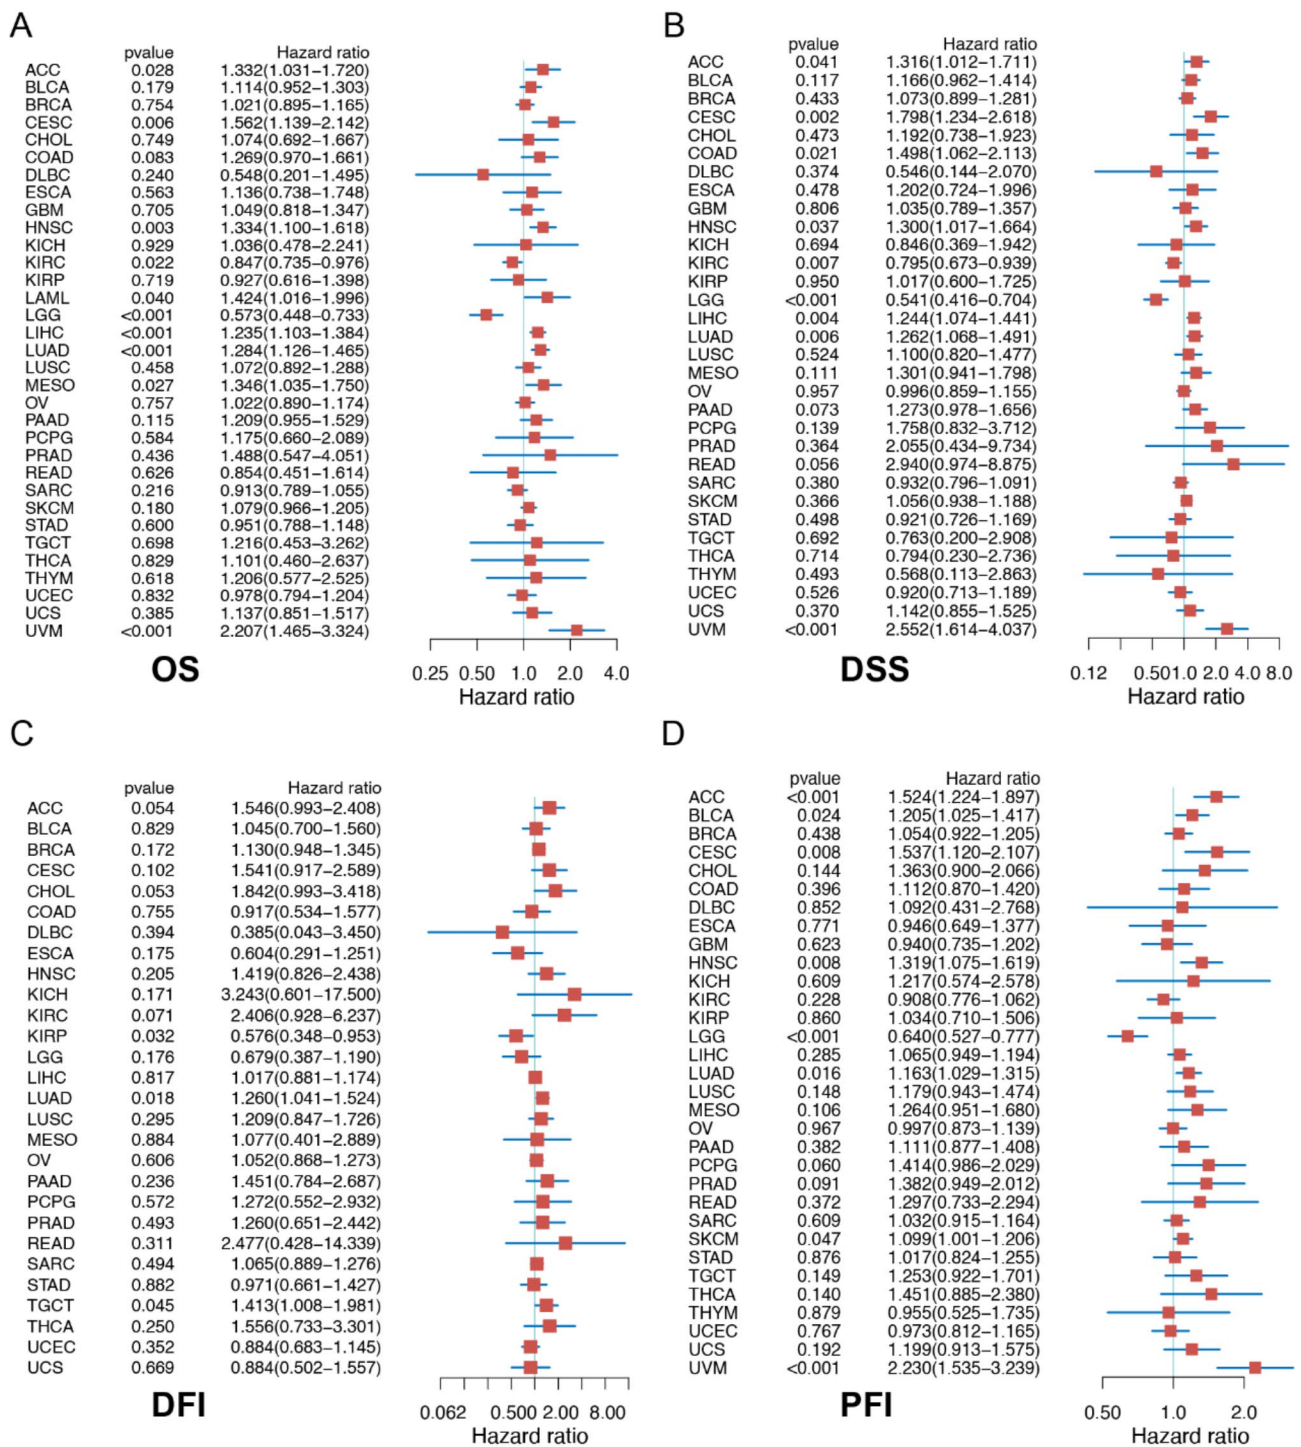 A
pvalue Hazard ratio
ACC 0.028 1.332(1.031−1.720)
BLCA 0.179 1.114(0.952−1.303)
BRCA 0.754 1.021(0.895−1.165)
CESC 0.006 1.562(1.139−2.142)
CHOL 0.749 1.074(0.692−1.667)
COAD 0.083 1.269(0.970−1.661)
DLBC 0.240 0.548(0.201−1.495)
ESCA 0.563 1.136(0.738−1.748)
GBM 0.705 1.049(0.818−1.347)
HNSC 0.003 1.334(1.100−1.618)
KICH 0.929 1.036(0.478−2.241)
KIRC 0.022 0.847(0.735−0.976)
KIRP 0.719 0.927(0.616−1.398)
LAML 0.040 1.424(1.016−1.996)
LGG <0.001 0.573(0.448−0.733)
LIHC <0.001 1.235(1.103−1.384)
LUAD <0.001 1.284(1.126−1.465)
LUSC 0.458 1.072(0.892−1.288)
MESO 0.027 1.346(1.035−1.750)
OV 0.757 1.022(0.890−1.174)
PAAD 0.115 1.209(0.955−1.529)
PCPG 0.584 1.175(0.660−2.089)
PRAD 0.436 1.488(0.547−4.051)
READ 0.626 0.854(0.451−1.614)
SARC 0.216 0.913(0.789−1.055)
SKCM 0.180 1.079(0.966−1.205)
STAD 0.600 0.951(0.788−1.148)
TGCT 0.698 1.216(0.453−3.262)
THCA 0.829 1.101(0.460−2.637)
THYM 0.618 1.206(0.577−2.525)
UCEC 0.832 0.978(0.794−1.204)
UCS 0.385 1.137(0.851−1.517)
UVM <0.001 2.207(1.465−3.324)
0.25 0.50 1.0 2.0 4.0
OS
Hazard ratio
B
pvalue Hazard ratio
ACC 0.041 1.316(1.012−1.711)
BLCA 0.117 1.166(0.962−1.414)
BRCA 0.433 1.073(0.899−1.281)
CESC 0.002 1.798(1.234−2.618)
CHOL 0.473 1.192(0.738−1.923)
COAD 0.021 1.498(1.062−2.113)
DLBC 0.374 0.546(0.144−2.070)
ESCA 0.478 1.202(0.724−1.996)
GBM 0.806 1.035(0.789−1.357)
HNSC 0.037 1.300(1.017−1.664)
KICH 0.694 0.846(0.369−1.942)
KIRC 0.007 0.795(0.673−0.939)
KIRP 0.950 1.017(0.600−1.725)
LGG <0.001 0.541(0.416−0.704)
LIHC 0.004 1.244(1.074−1.441)
LUAD 0.006 1.262(1.068−1.491)
LUSC 0.524 1.100(0.820−1.477)
MESO 0.111 1.301(0.941−1.798)
OV 0.957 0.996(0.859−1.155)
PAAD 0.073 1.273(0.978−1.656)
PCPG 0.139 1.758(0.832−3.712)
PRAD 0.364 2.055(0.434−9.734)
READ 0.056 2.940(0.974−8.875)
SARC 0.380 0.932(0.796−1.091)
SKCM 0.366 1.056(0.938−1.188)
STAD 0.498 0.921(0.726−1.169)
TGCT 0.692 0.763(0.200−2.908)
THCA 0.714 0.794(0.230−2.736)
THYM 0.493 0.568(0.113−2.863)
UCEC 0.526 0.920(0.713−1.189)
UCS 0.370 1.142(0.855−1.525)
UVM <0.001 2.552(1.614−4.037)
0.12 0.501.0 2.0 4.0 8.0
DSS
Hazard ratio
C
pvalue Hazard ratio
ACC 0.054 1.546(0.993−2.408)
BLCA 0.829 1.045(0.700−1.560)
BRCA 0.172 1.130(0.948−1.345)
CESC 0.102 1.541(0.917−2.589)
CHOL 0.053 1.842(0.993−3.418)
COAD 0.755 0.917(0.534−1.577)
DLBC 0.394 0.385(0.043−3.450)
ESCA 0.175 0.604(0.291−1.251)
HNSC 0.205 1.419(0.826−2.438)
KICH 0.171 3.243(0.601−17.500)
KIRC 0.071 2.406(0.928−6.237)
KIRP 0.032 0.576(0.348−0.953)
LGG 0.176 0.679(0.387−1.190)
LIHC 0.817 1.017(0.881−1.174)
LUAD 0.018 1.260(1.041−1.524)
LUSC 0.295 1.209(0.847−1.726)
MESO 0.884 1.077(0.401−2.889)
OV 0.606 1.052(0.868−1.273)
PAAD 0.236 1.451(0.784−2.687)
PCPG 0.572 1.272(0.552−2.932)
PRAD 0.493 1.260(0.651−2.442)
READ 0.311 2.477(0.428−14.339)
SARC 0.494 1.065(0.889−1.276)
STAD 0.882 0.971(0.661−1.427)
TGCT 0.045 1.413(1.008−1.981)
THCA 0.250 1.556(0.733−3.301)
UCEC 0.352 0.884(0.683−1.145)
UCS 0.669 0.884(0.502−1.557)
DFI
0.062 0.500 2.00 8.00
Hazard ratio
D
pvalue Hazard ratio
ACC <0.001 1.524(1.224−1.897)
BLCA 0.024 1.205(1.025−1.417)
BRCA 0.438 1.054(0.922−1.205)
CESC 0.008 1.537(1.120−2.107)
CHOL 0.144 1.363(0.900−2.066)
COAD 0.396 1.112(0.870−1.420)
DLBC 0.852 1.092(0.431−2.768)
ESCA 0.771 0.946(0.649−1.377)
GBM 0.623 0.940(0.735−1.202)
HNSC 0.008 1.319(1.075−1.619)
KICH 0.609 1.217(0.574−2.578)
KIRC 0.228 0.908(0.776−1.062)
KIRP 0.860 1.034(0.710−1.506)
LGG <0.001 0.640(0.527−0.777)
LIHC 0.285 1.065(0.949−1.194)
LUAD 0.016 1.163(1.029−1.315)
LUSC 0.148 1.179(0.943−1.474)
MESO 0.106 1.264(0.951−1.680)
OV 0.967 0.997(0.873−1.139)
PAAD 0.382 1.111(0.877−1.408)
PCPG 0.060 1.414(0.986−2.029)
PRAD 0.091 1.382(0.949−2.012)
READ 0.372 1.297(0.733−2.294)
SARC 0.609 1.032(0.915−1.164)
SKCM 0.047 1.099(1.001−1.206)
STAD 0.876 1.017(0.824−1.255)
TGCT 0.149 1.253(0.922−1.701)
THCA 0.140 1.451(0.885−2.380)
THYM 0.879 0.955(0.525−1.735)
UCEC 0.767 0.973(0.812−1.165)
UCS 0.192 1.199(0.913−1.575)
UVM <0.001 2.230(1.535−3.239)
PFI
0.50 1.0 2.0
Hazard ratio